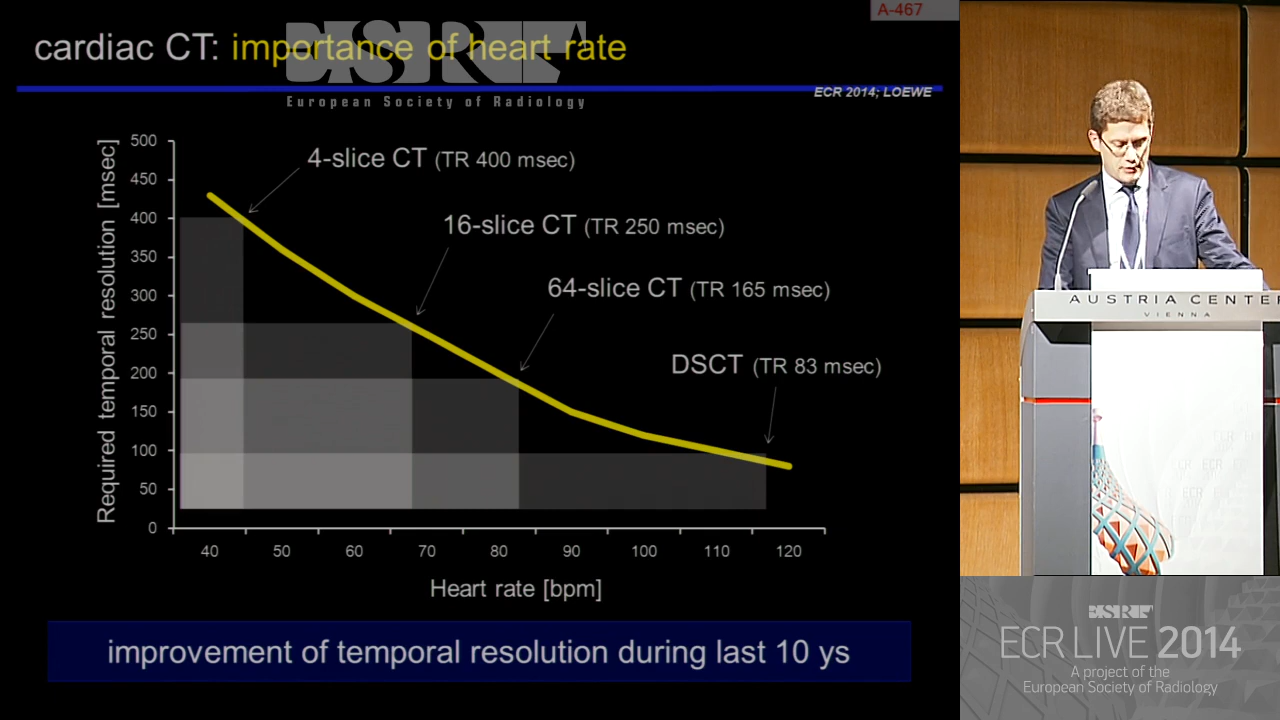 A-467
cardiac CT: importance of heart rate
ESR
European Society of Radiology
ECR 2014; LOEWE
Required temporal resolution [msec]
500
450
400
350
300
250
200
150
100
50
0
4-slice CT (TR 400 msec)
16-slice CT (TR 250 msec)
64-slice CT (TR 165 msec)
DSCT (TR 83 msec)
40 50 60 70 80 90 100 110 120
Heart rate [bpm]
improvement of temporal resolution during last 10 ys
AUSTRIA CENTER
VIENNA
ESR
ECR LIVE 2014
A project of the
European Society of Radiology